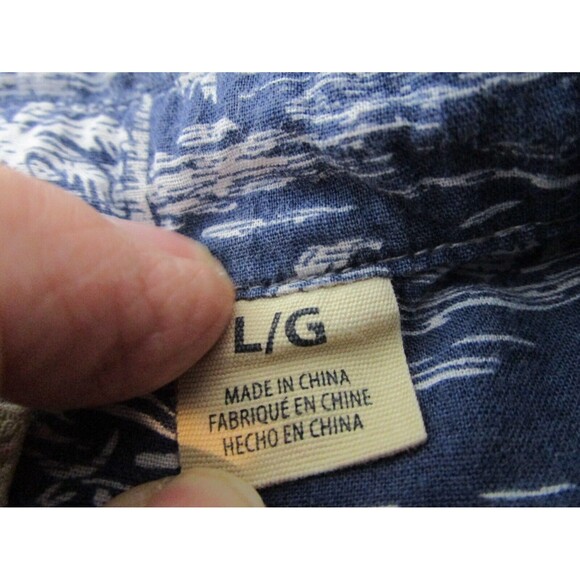 L/G
MADE IN CHINA
FABRIQUÉ EN CHINE
HECHO EN CHINA